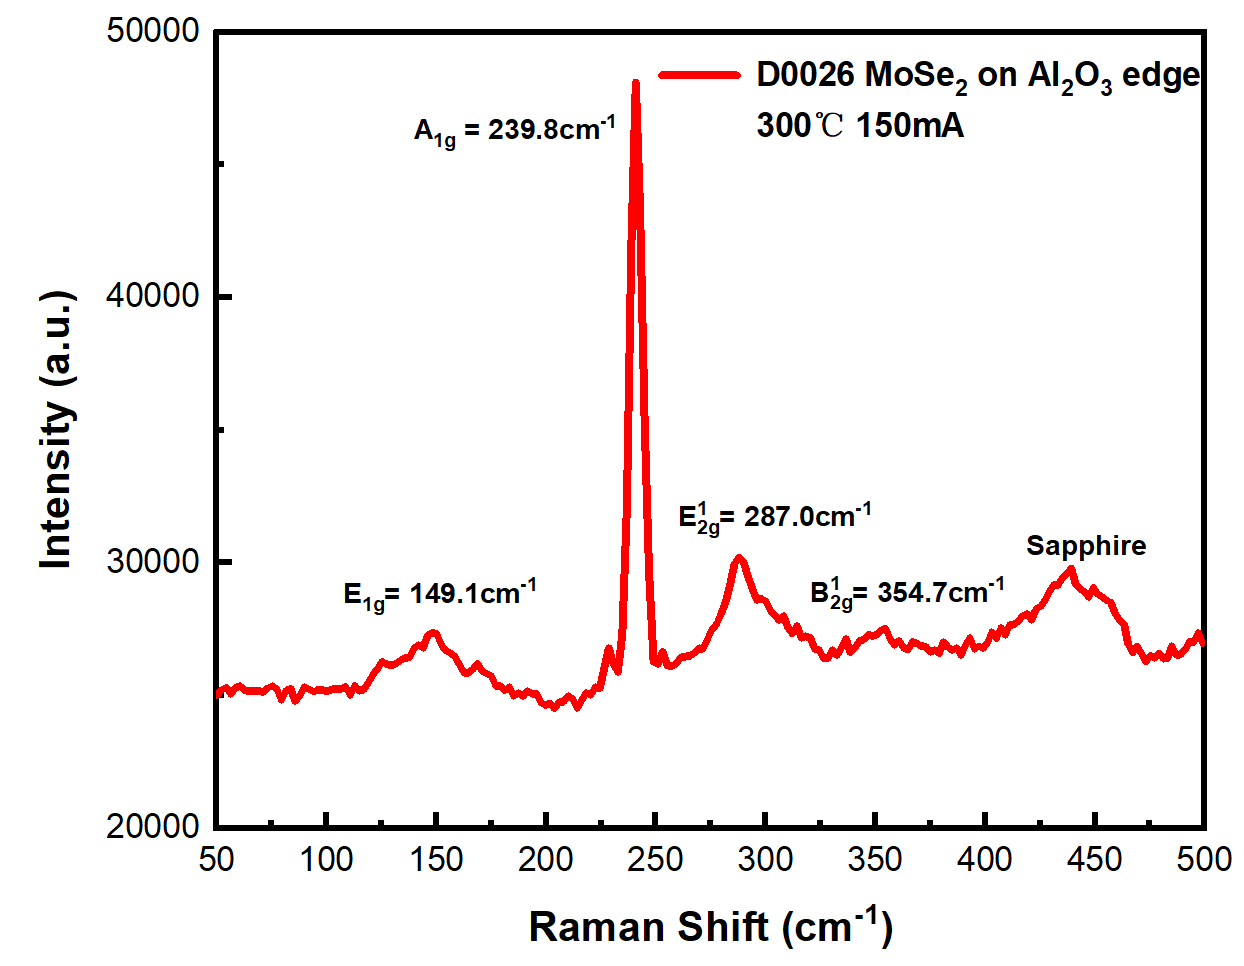 50000
40000
30000
20000
Intensity (a.u.)
D0026 MoSe₂ on Al₂O₃ edge
300℃ 150mA
A₁g = 239.8cm⁻¹
E¹₂g= 287.0cm⁻¹
Sapphire
E₁g = 149.1cm⁻¹
B¹₂g= 354.7cm⁻¹
50 100 150 200 250 300 350 400 450 500
Raman Shift (cm⁻¹)